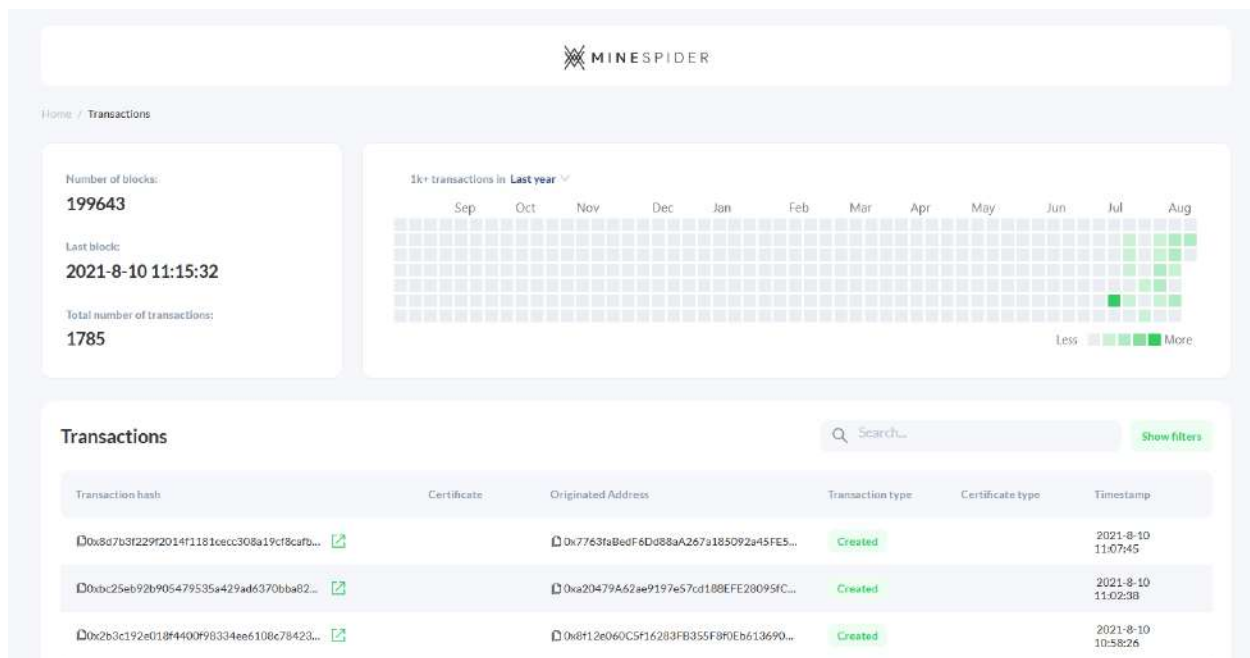 MINESPIDER
Home / Transactions
Number of blocks:
199643
Last block:
2021-8-10 11:15:32
Total number of transactions:
1785
1k+ transactions in Last year
Sep Oct Nov Dec Jan Feb Mar Apr May Jun Jul Aug
Less More
Transactions
Search...
Show filters
Transaction hash Certificate Originated Address Transaction type Certificate type Timestamp
0x8d7b3f229f2014f1181cecc308a19cf8cafb... 0x7763faBedF6Dd88aA267a185092a45FE5... Created 2021-8-10 11:07:45
0xbc25eb92b905479535a429ad6370bba82... 0xa20479A62ae9197e57cd188EFE28095fC... Created 2021-8-10 11:02:38
0x2b3c192e018f4400f98334ee6108c78423... 0x8f12e060C5f16283FB355F8f0Eb613690... Created 2021-8-10 10:58:26